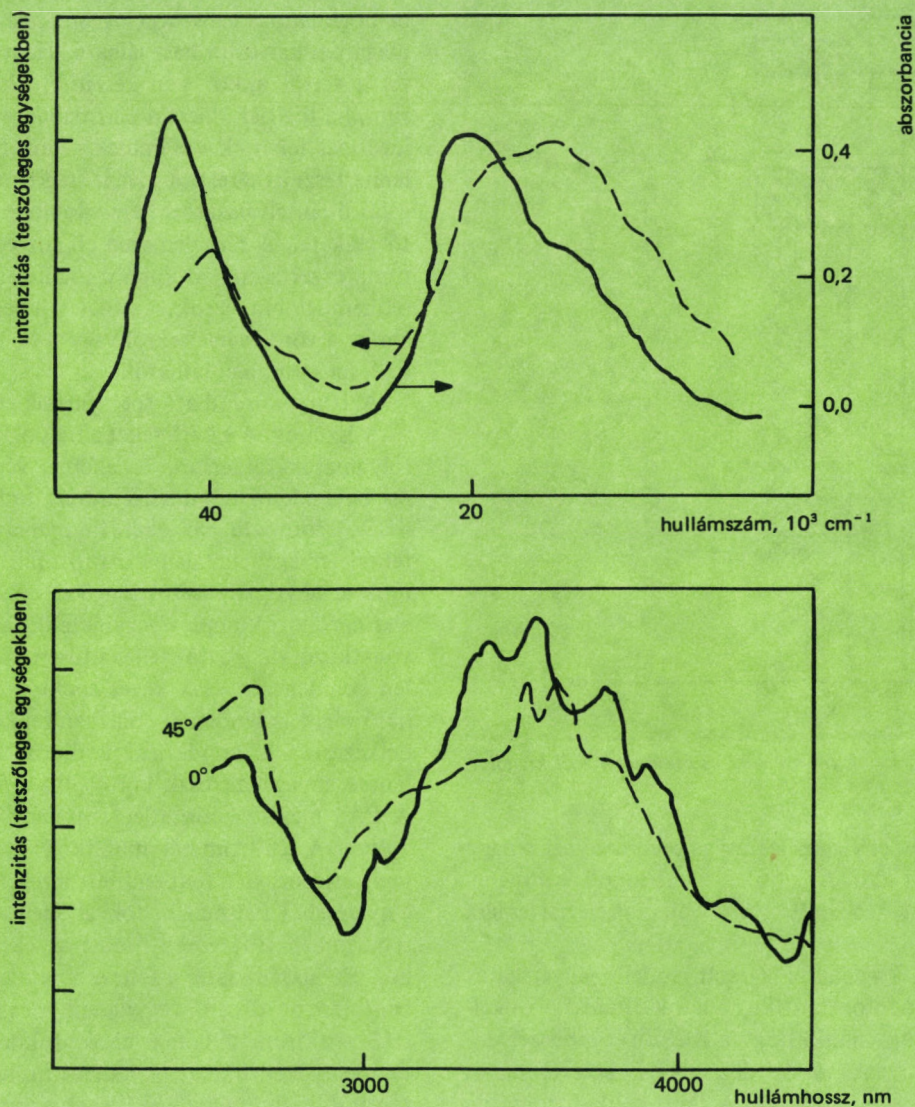 intenzitás (tetszőleges egységekben)
abszorbancia
0,4
0,2
0,0
40
20
hullámszám, 10³ cm⁻¹
intenzitás (tetszőleges egységekben)
45°
0°
3000
4000
hullámhossz, nm